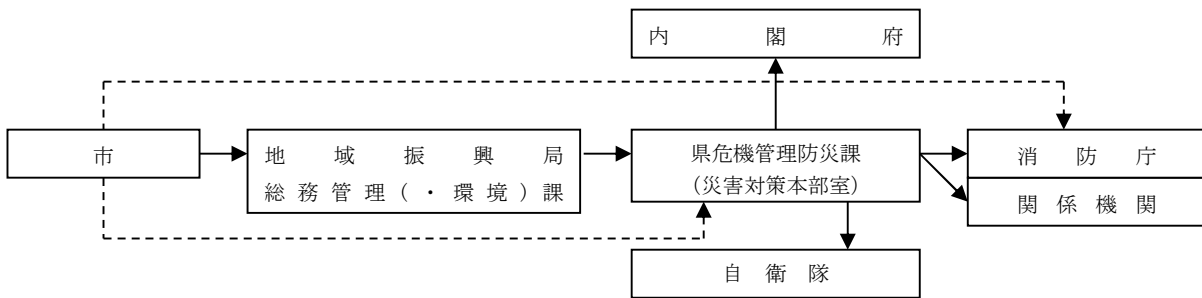 内閣府
市
地域振興局
総務管理（・環境）課
県危機管理防災課
（災害対策本部室）
消防庁
関係機関
自衛隊